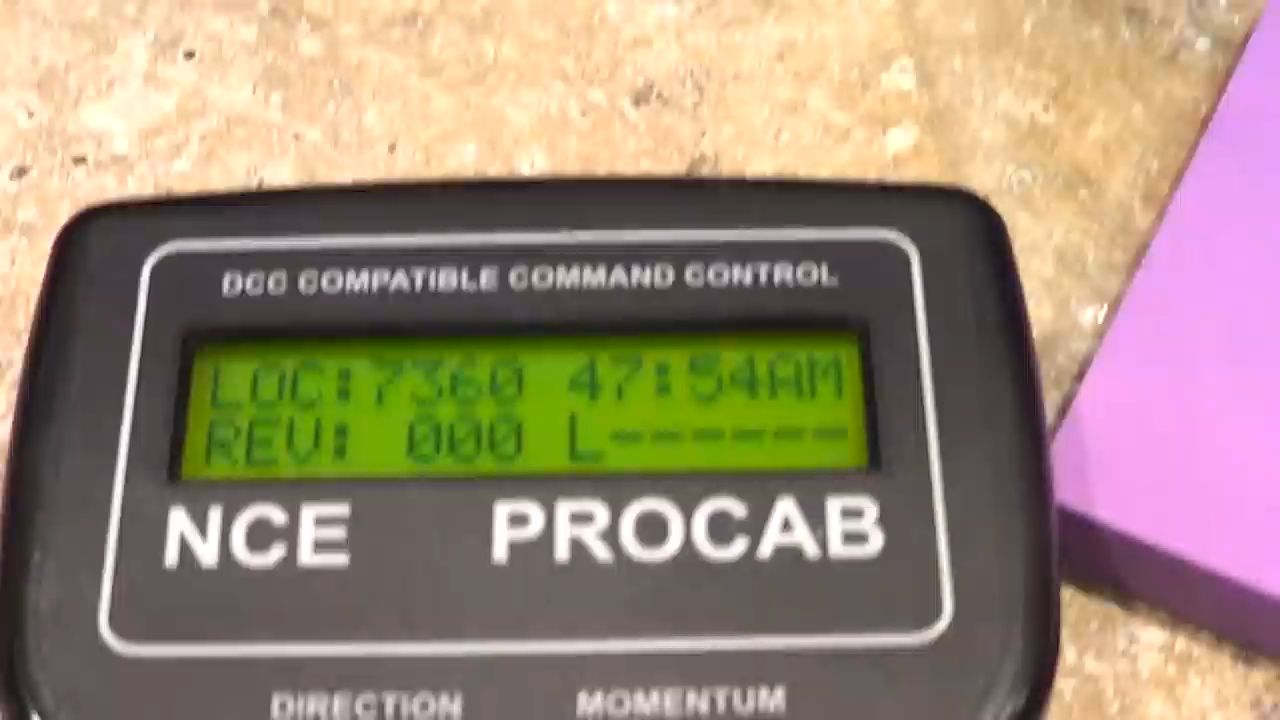 DCC COMPATIBLE COMMAND CONTROL
LOC:7360 47:54AM
REV: 000 L------
NCE PROCAB
DIRECTION MOMENTUM